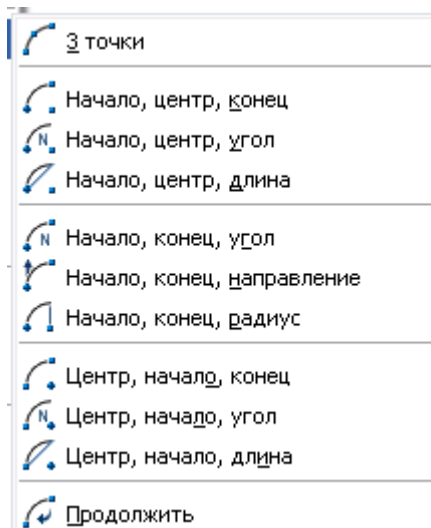 3 точки
Начало, центр, конец
Начало, центр, угол
Начало, центр, длина
Начало, конец, угол
Начало, конец, направление
Начало, конец, радиус
Центр, начало, конец
Центр, начало, угол
Центр, начало, длина
Продолжить